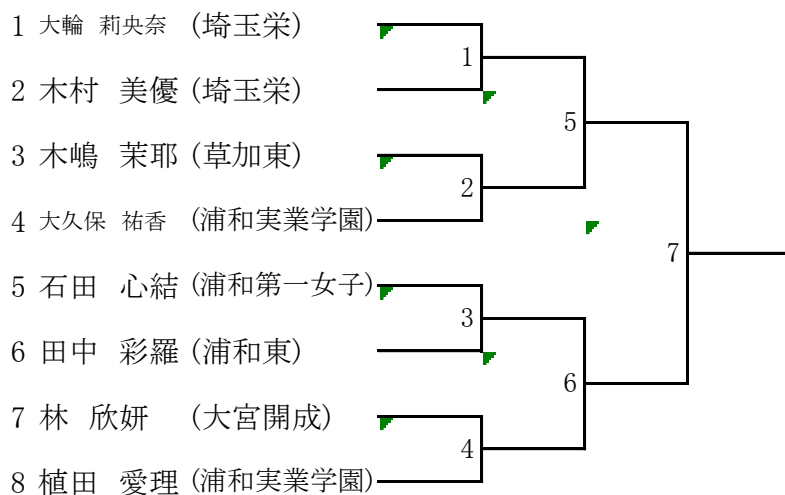 1 大輪 莉央奈 (埼玉栄)
1
2 木村 美優 (埼玉栄)
5
3 木嶋 茉耶 (草加東)
2
4 大久保 祐香 (浦和実業学園)
7
5 石田 心結 (浦和第一女子)
3
6 田中 彩羅 (浦和東)
6
7 林 欣妍 (大宮開成)
4
8 植田 愛理 (浦和実業学園)